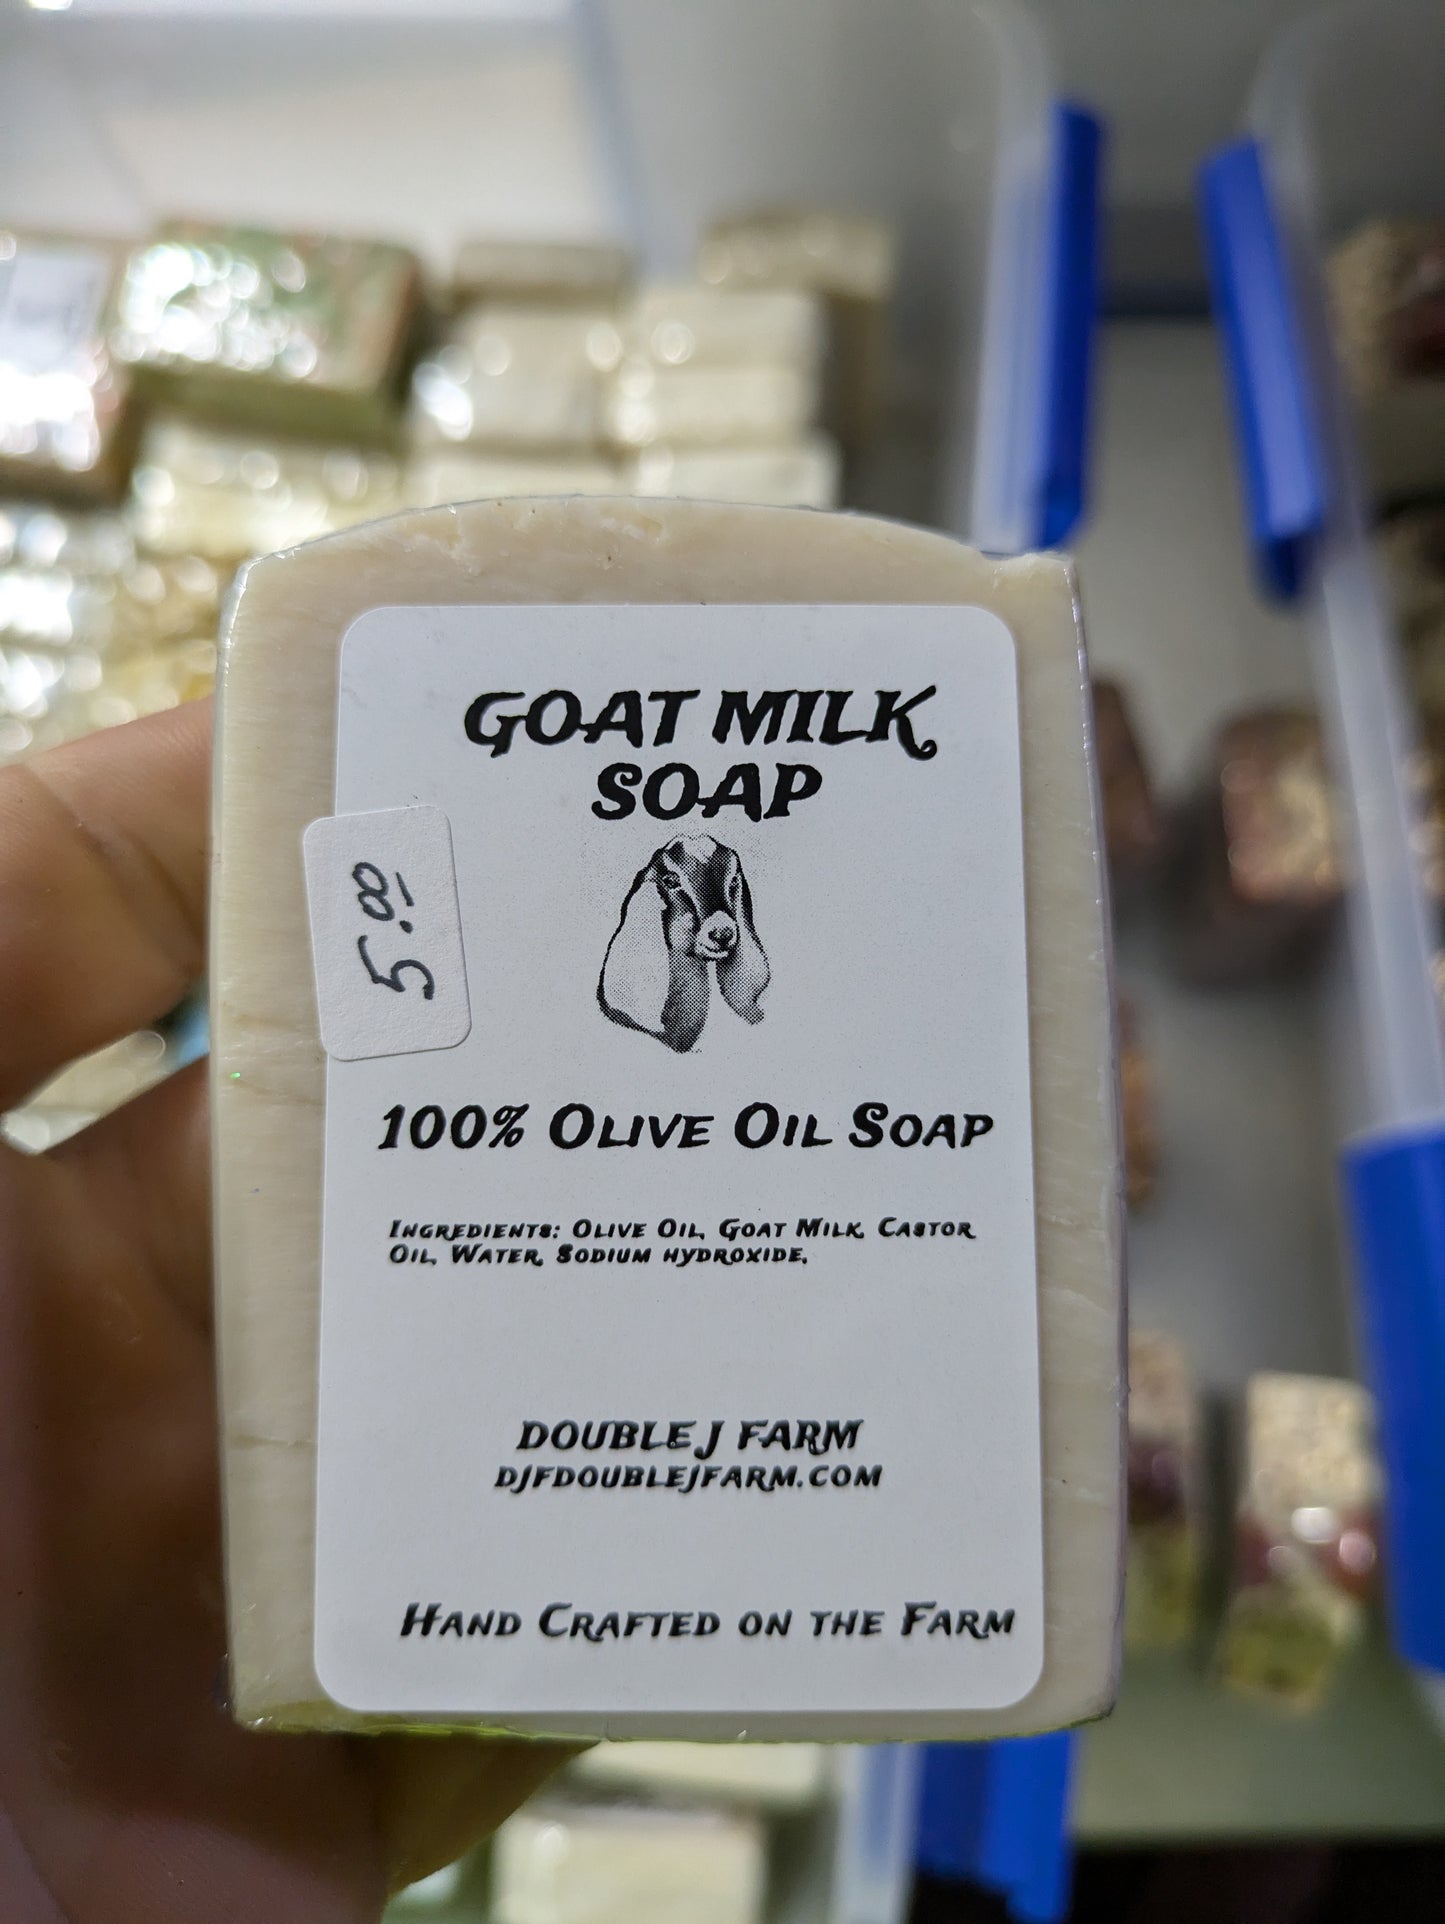 GOAT MILK
SOAP
5.00
100% OLIVE OIL SOAP
INGREDIENTS: OLIVE OIL, GOAT MILK, CASTOR
OIL, WATER, SODIUM HYDROXIDE,
DOUBLE J FARM
DJFDOUBLEJFARM.COM
HAND CRAFTED ON THE FARM